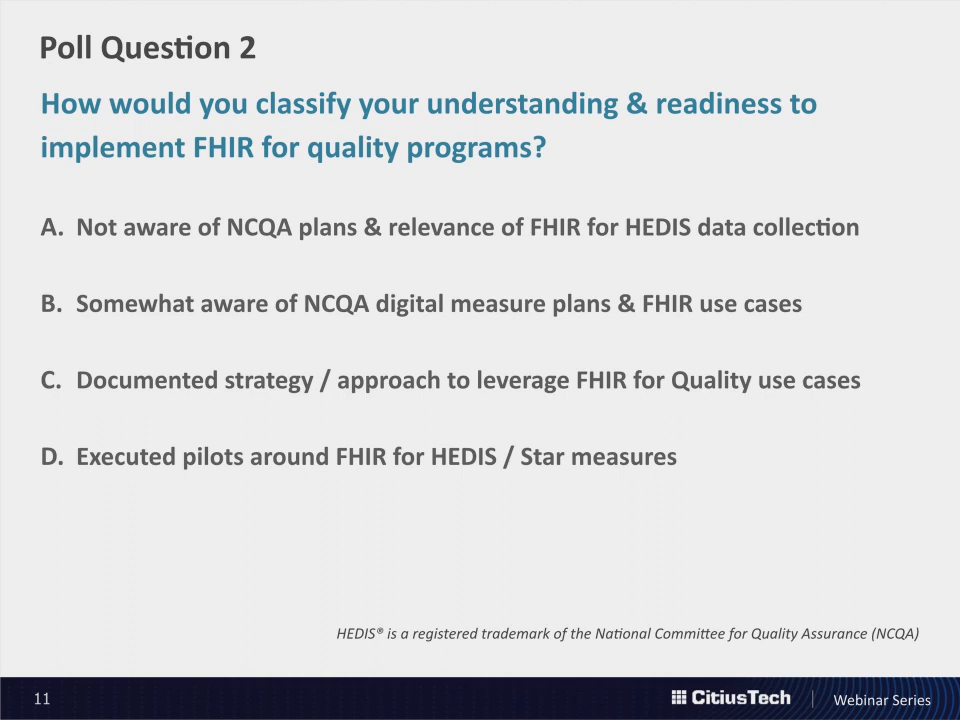 Poll Question 2
How would you classify your understanding & readiness to
implement FHIR for quality programs?
A. Not aware of NCQA plans & relevance of FHIR for HEDIS data collection
B. Somewhat aware of NCQA digital measure plans & FHIR use cases
C. Documented strategy / approach to leverage FHIR for Quality use cases
D. Executed pilots around FHIR for HEDIS / Star measures
HEDIS® is a registered trademark of the National Committee for Quality Assurance (NCQA)
11
CitiusTech
Webinar Series